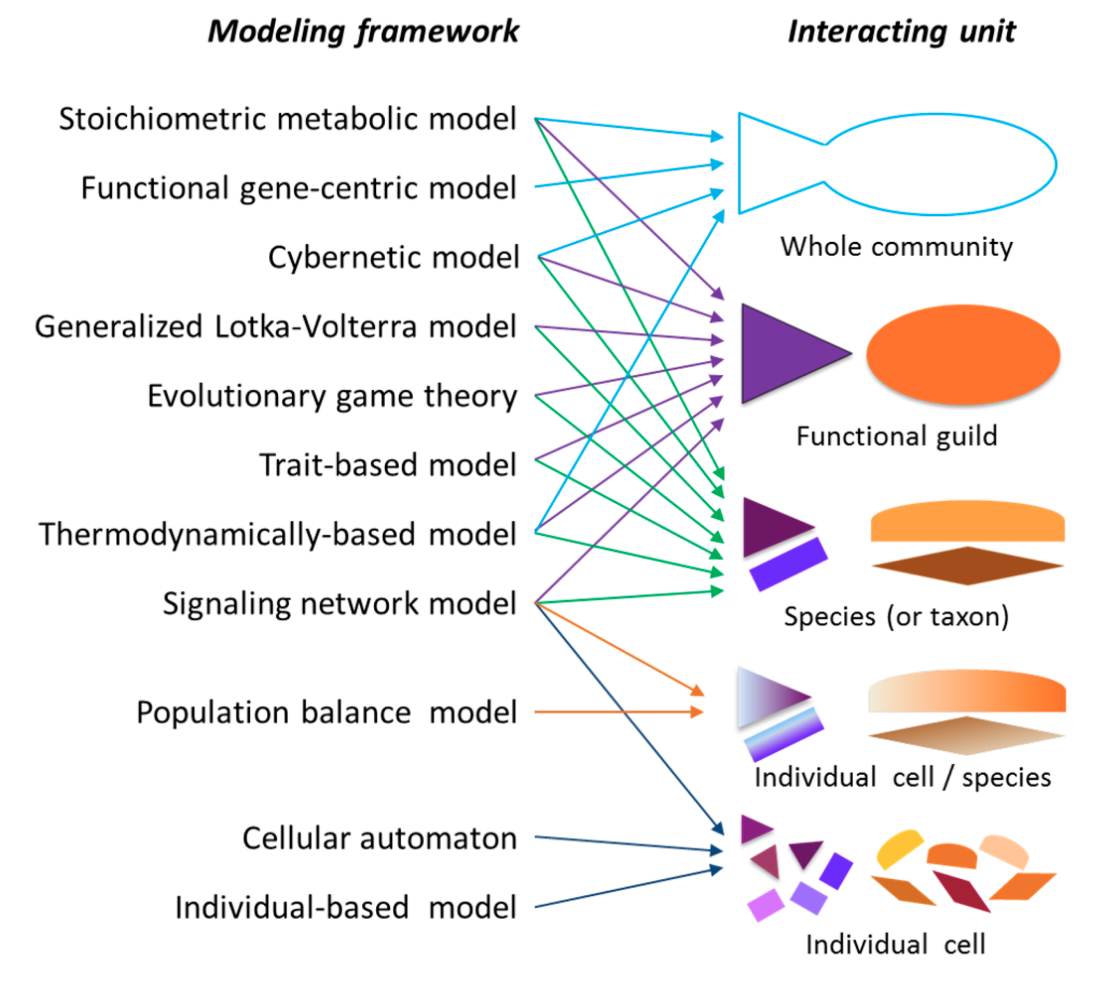 Modeling framework
Interacting unit
Stoichiometric metabolic model
Functional gene-centric model
Cybernetic model
Generalized Lotka-Volterra model
Evolutionary game theory
Trait-based model
Thermodynamically-based model
Signaling network model
Population balance model
Cellular automaton
Individual-based model
Whole community
Functional guild
Species (or taxon)
Individual cell / species
Individual cell